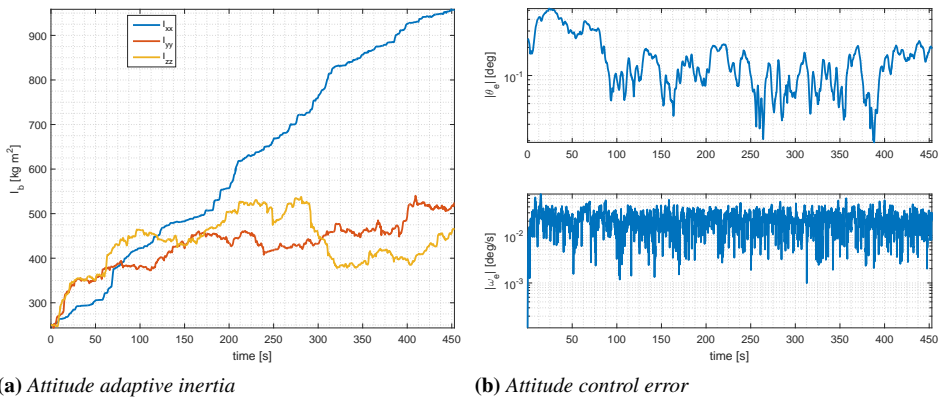 I_xx
I_yy
I_zz
900
800
700
600
500
400
300
I_b [kg m²]
0 50 100 150 200 250 300 350 400 450
time [s]
10⁻¹
|θ_e| [deg]
0 50 100 150 200 250 300 350 400 450
10⁻²
10⁻³
|ω_e| [deg/s]
0 50 100 150 200 250 300 350 400 450
time [s]
(a) Attitude adaptive inertia
(b) Attitude control error